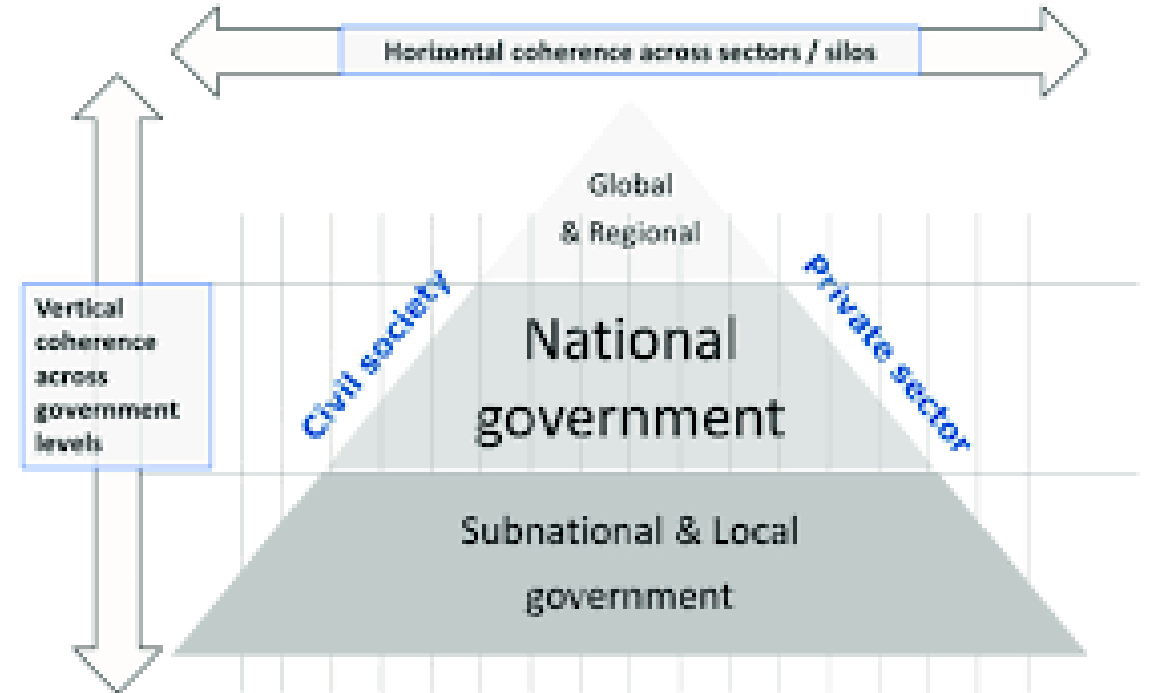 Horizontal coherence across sectors / silos
Global
& Regional
Vertical
coherence
across
government
levels
Civil society
National
government
Private sector
Subnational & Local
government